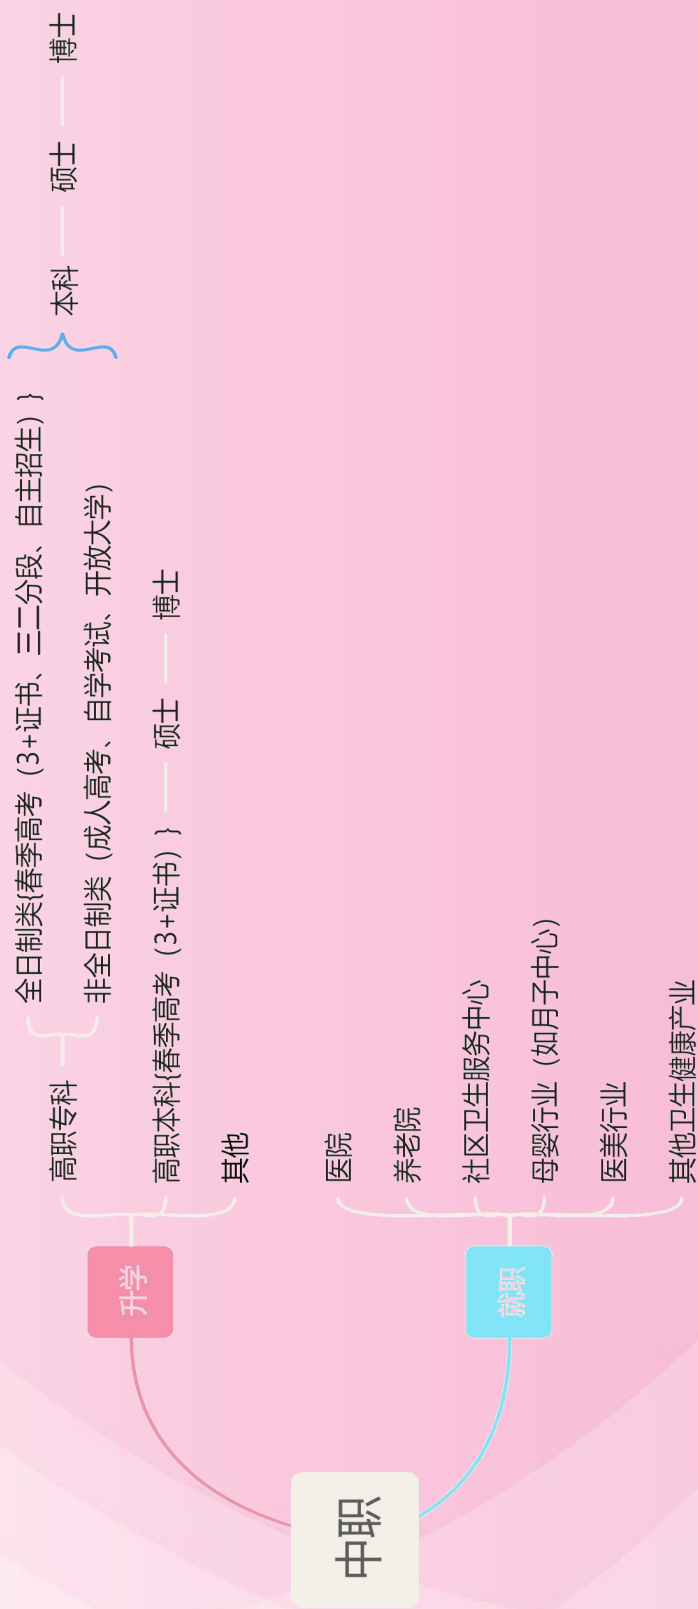 中职
升学
高职专科
全日制类{春季高考（3+证书、三二分段、自主招生）}
非全日制类（成人高考、自学考试、开放大学）
本科
硕士
博士
高职本科{春季高考（3+证书）}
硕士
博士
其他
就职
医院
养老院
社区卫生服务中心
母婴行业（如月子中心）
医美行业
其他卫生健康产业